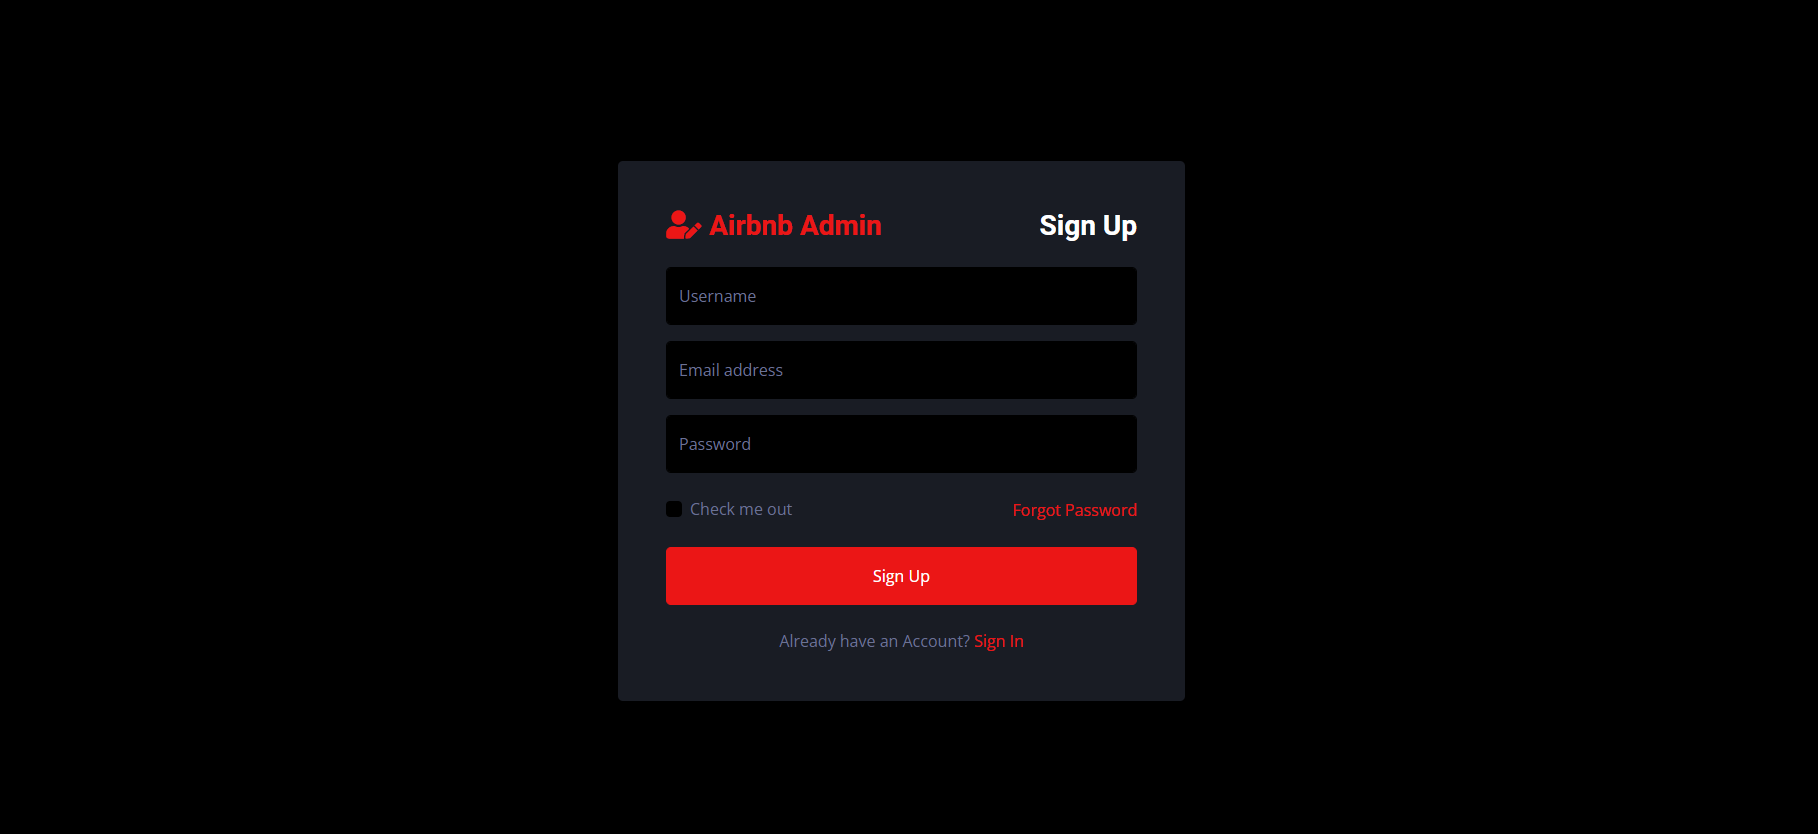 Airbnb Admin Sign Up
Username
Email address
Password
Check me out Forgot Password
Sign Up
Already have an Account? Sign In